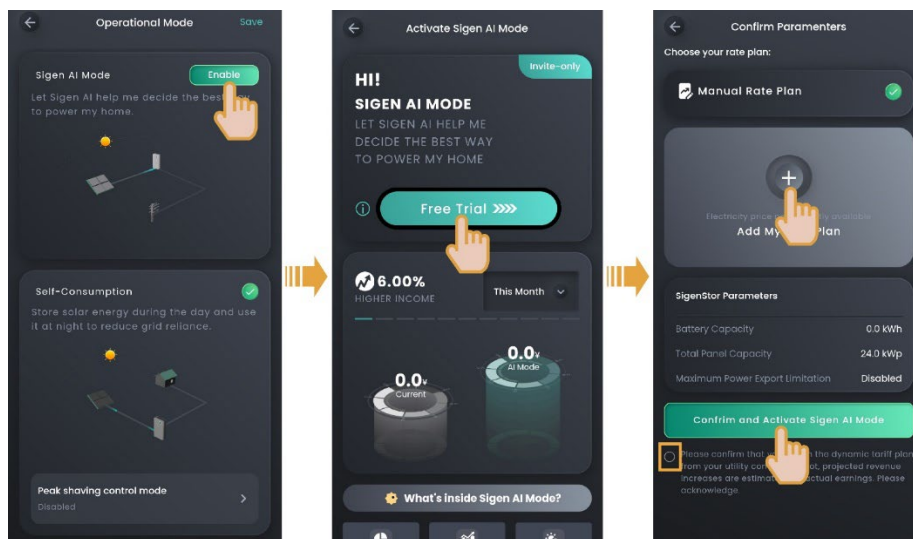 Operational Mode
Save
Sigen AI Mode
Enable
Let Sigen AI help me decide the best
to power my home.
Self-Consumption
Store solar energy during the day and use
it at night to reduce grid reliance.
Peak shaving control mode
Disabled
Activate Sigen AI Mode
Invite-only
HI!
SIGEN AI MODE
LET SIGEN AI HELP ME
DECIDE THE BEST WAY
TO POWER MY HOME
Free Trial
6.00%
HIGHER INCOME
This Month
0.0
Current
0.0
AI Mode
What's inside Sigen AI Mode?
Confirm Paramenters
Choose your rate plan:
Manual Rate Plan
Electricity price
Add My Plan
SigenStor Parameters
Battery Capacity 0.0 kWh
Total Panel Capacity 24.0 kWp
Maximum Power Export Limitation Disabled
Confrim and Activate Sigen AI Mode
Please confirm that the dynamic tariff plan
from your utility projected revenue
increases are actual earnings. Please
acknowledge.